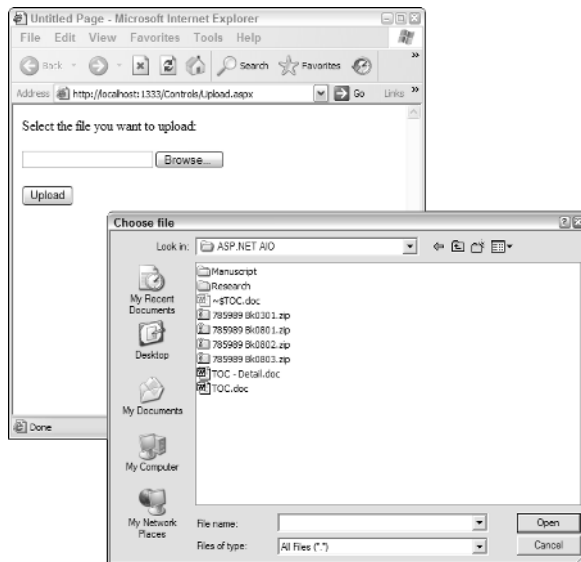 Untitled Page - Microsoft Internet Explorer
File Edit View Favorites Tools Help
Back Search Favorites »
Address http://localhost:1333/Controls/Upload.aspx Go Links »
Select the file you want to upload:
Browse...
Upload
Done
Choose file
Look in: ASP.NET AIO
My Recent Documents
Desktop
My Documents
My Computer
My Network Places
Manuscript
Research
~$TOC.doc
785989 Bk0301.zip
785989 Bk0801.zip
785989 Bk0802.zip
785989 Bk0803.zip
TOC - Detail.doc
TOC.doc
File name: Open
Files of type: All Files (*.*) Cancel